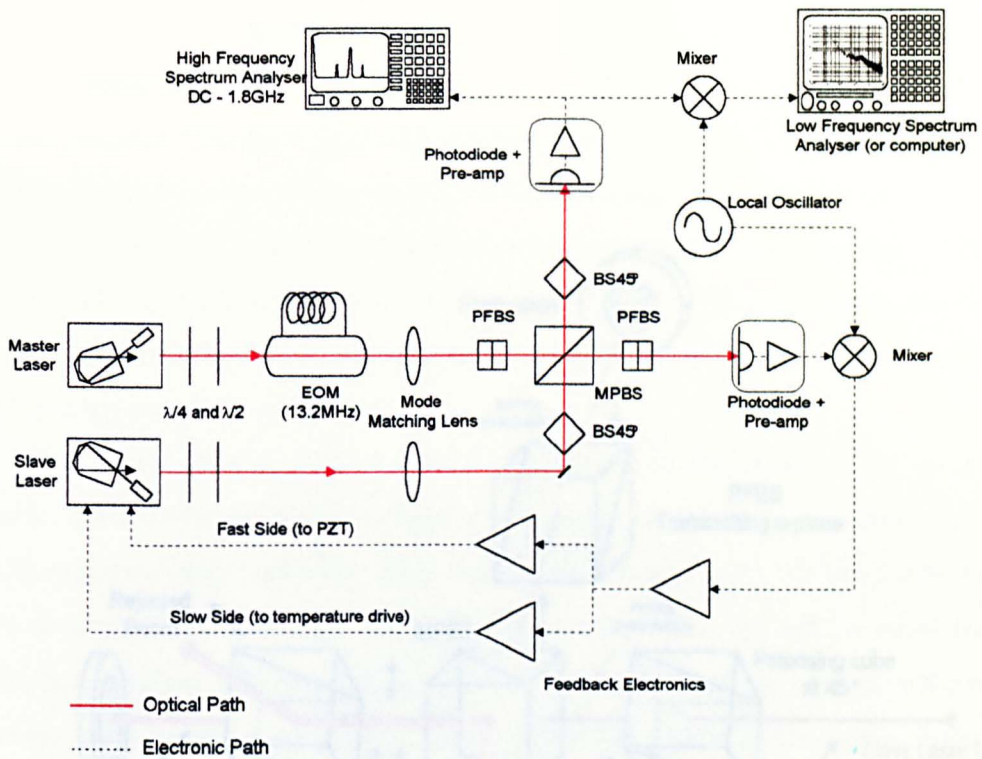 High Frequency
Spectrum Analyser
DC - 1.8GHz
Mixer
Low Frequency Spectrum
Analyser (or computer)
Photodiode +
Pre-amp
Local Oscillator
BS45º
PFBS
PFBS
Master
Laser
Mixer
λ/4 and λ/2
EOM
(13.2MHz)
Mode
Matching Lens
MPBS
Photodiode +
Pre-amp
BS45º
Slave
Laser
Fast Side (to PZT)
Slow Side (to temperature drive)
Feedback Electronics
Optical Path
Electronic Path